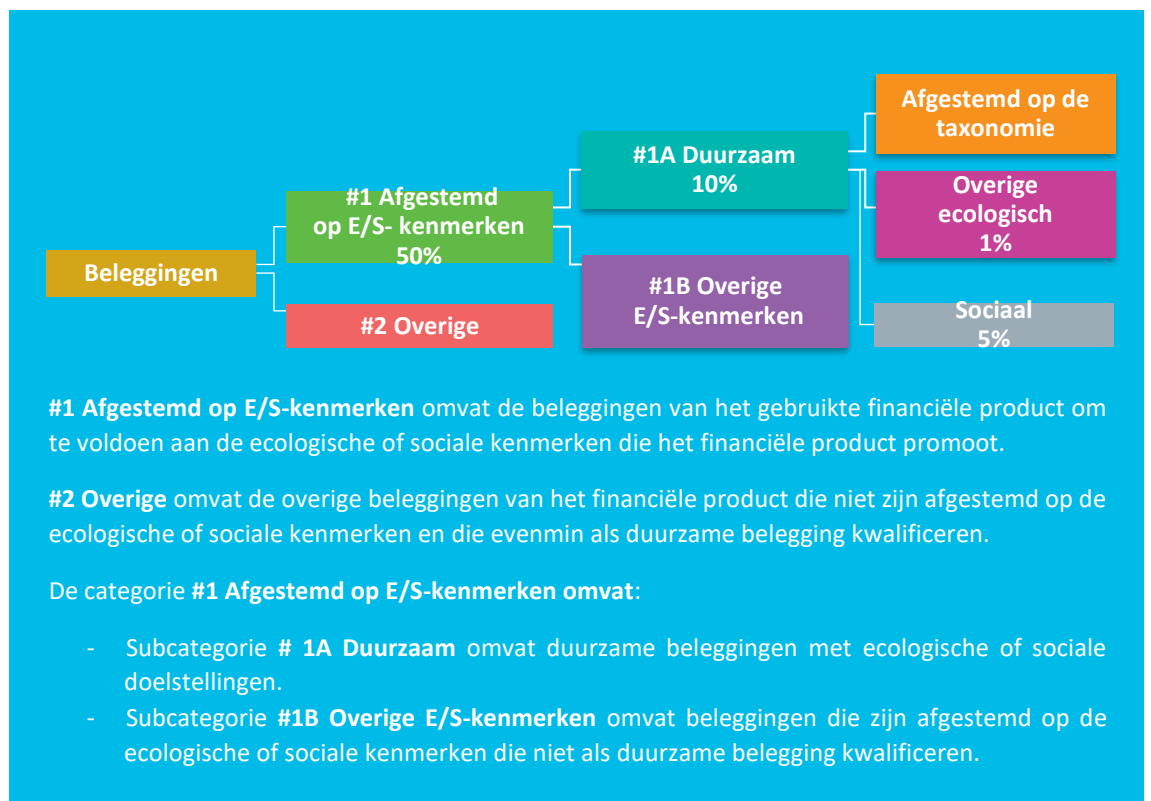 Afgestemd op de
taxonomie
#1A Duurzaam
10%
Overige
ecologisch
1%
#1 Afgestemd
op E/S- kenmerken
50%
Beleggingen
#1B Overige
E/S-kenmerken
#2 Overige
Sociaal
5%
#1 Afgestemd op E/S-kenmerken omvat de beleggingen van het gebruikte financiële product om
te voldoen aan de ecologische of sociale kenmerken die het financiële product promoot.
#2 Overige omvat de overige beleggingen van het financiële product die niet zijn afgestemd op de
ecologische of sociale kenmerken en die evenmin als duurzame belegging kwalificeren.
De categorie #1 Afgestemd op E/S-kenmerken omvat:
- Subcategorie # 1A Duurzaam omvat duurzame beleggingen met ecologische of sociale
doelstellingen.
- Subcategorie #1B Overige E/S-kenmerken omvat beleggingen die zijn afgestemd op de
ecologische of sociale kenmerken die niet als duurzame belegging kwalificeren.